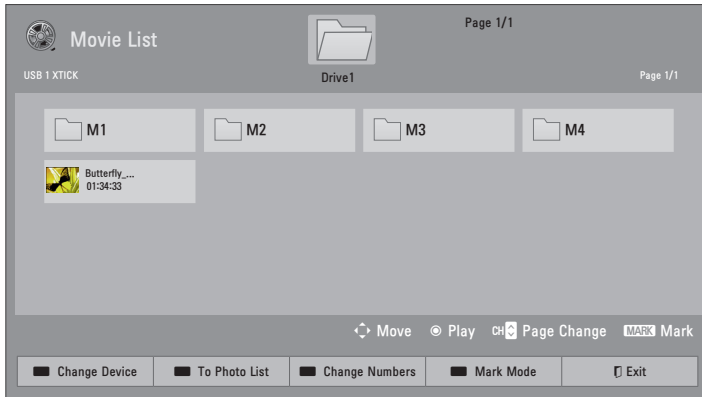 Movie List
Page 1/1
USB 1 XTICK
Drive1
Page 1/1
M1
M2
M3
M4
Butterfly_...
01:34:33
Move
Play
CH
Page Change
MARK
Mark
Change Device
To Photo List
Change Numbers
Mark Mode
Exit